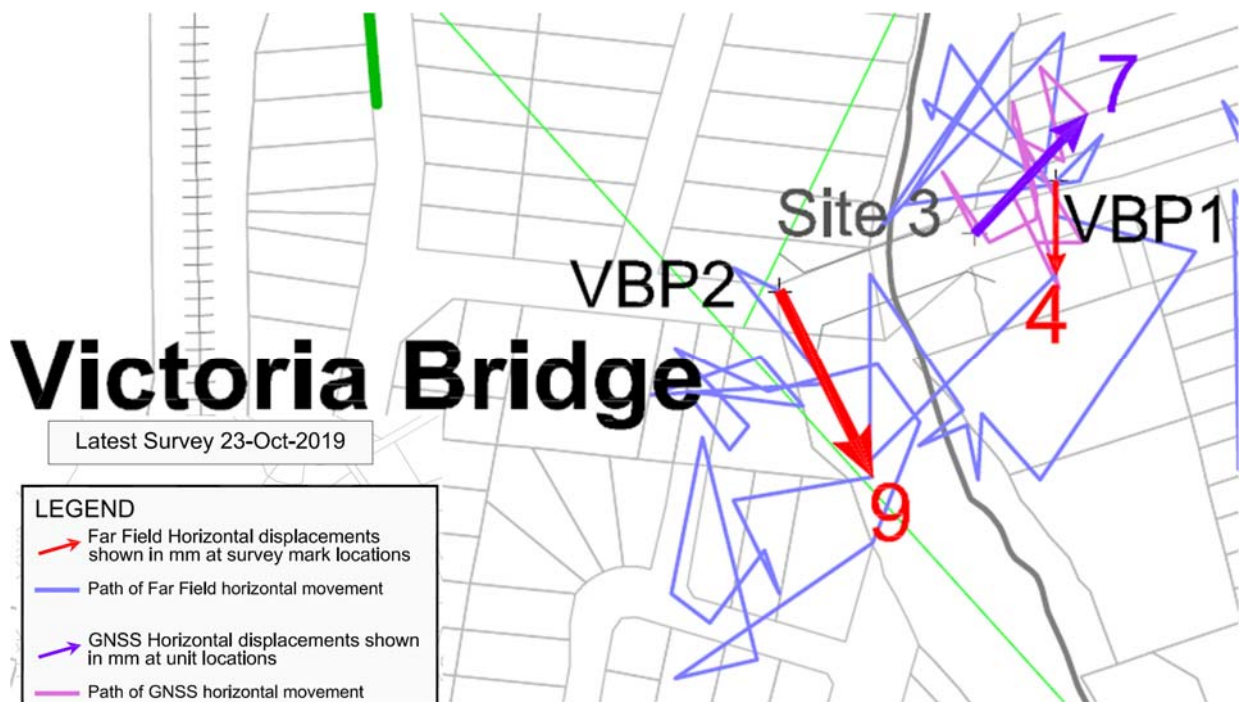 7
Site 3
VBP1
VBP2
4
Victoria Bridge
Latest Survey 23-Oct-2019
9
LEGEND
Far Field Horizontal displacements
shown in mm at survey mark locations
Path of Far Field horizontal movement
GNSS Horizontal displacements shown
in mm at unit locations
Path of GNSS horizontal movement